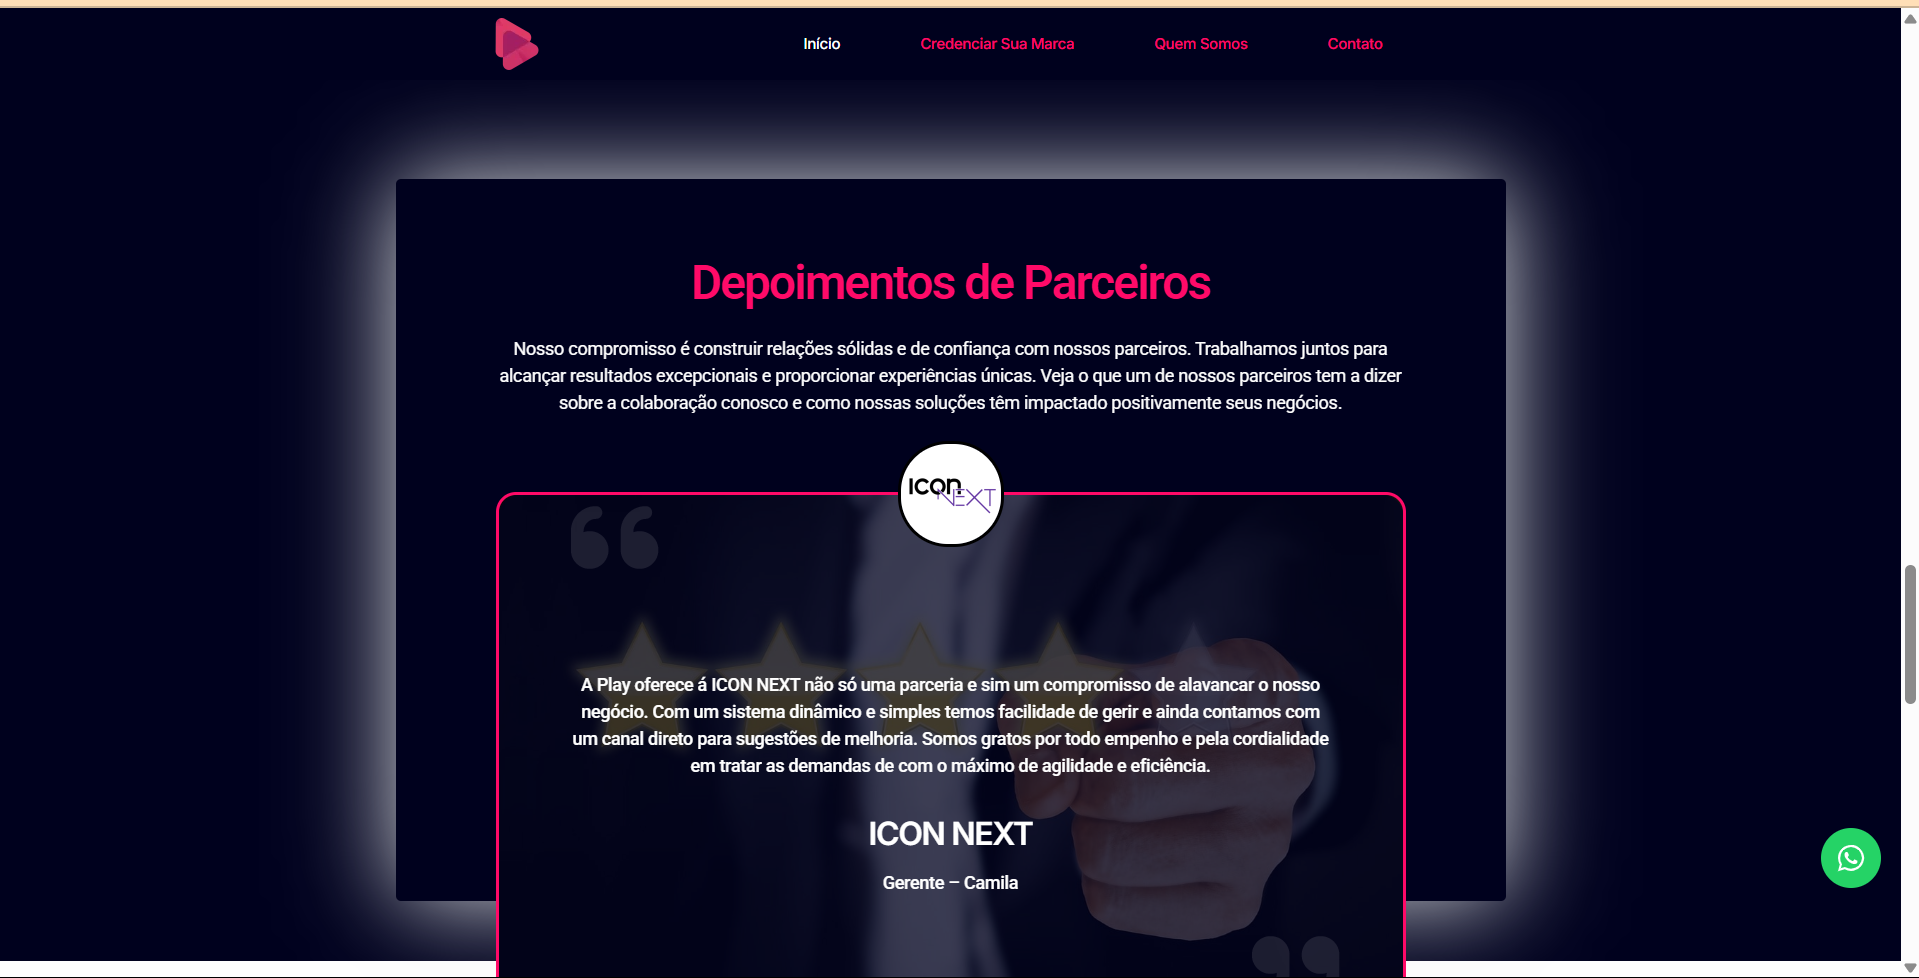 Início
Credenciar Sua Marca
Quem Somos
Contato
Depoimentos de Parceiros
Nosso compromisso é construir relações sólidas e de confiança com nossos parceiros. Trabalhamos juntos para
alcançar resultados excepcionais e proporcionar experiências únicas. Veja o que um de nossos parceiros tem a dizer
sobre a colaboração conosco e como nossas soluções têm impactado positivamente seus negócios.
ICON
NEXT
“
A Play oferece á ICON NEXT não só uma parceria e sim um compromisso de alavancar o nosso
negócio. Com um sistema dinâmico e simples temos facilidade de gerir e ainda contamos com
um canal direto para sugestões de melhoria. Somos gratos por todo empenho e pela cordialidade
em tratar as demandas de com o máximo de agilidade e eficiência.
ICON NEXT
Gerente – Camila
”